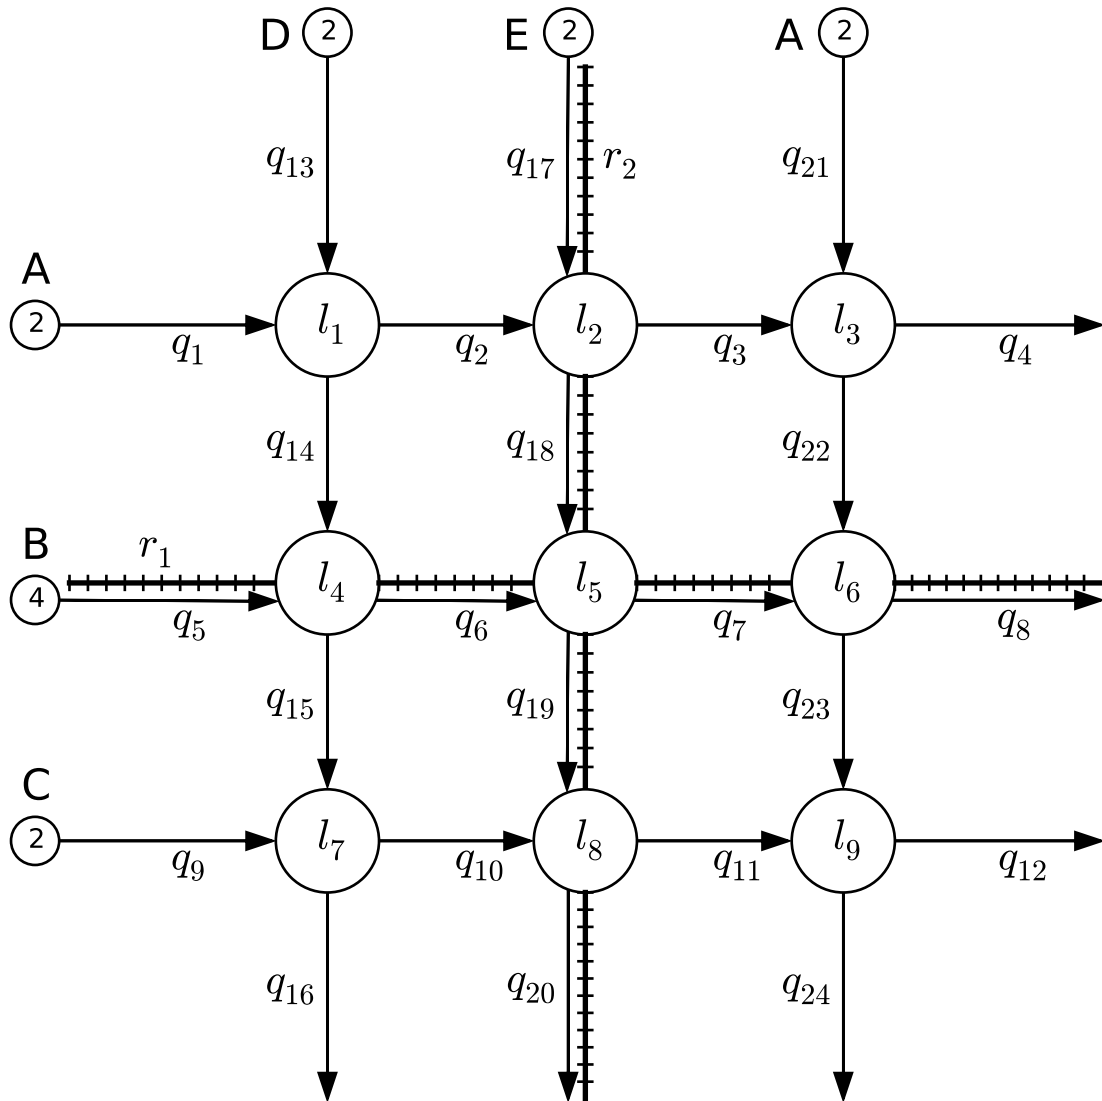 D 2 E 2 A 2
q13 q17 r2 q21
A
2 l1 l2 l3
q1 q2 q3 q4
q14 q18 q22
B r1
4 l4 l5 l6
q5 q6 q7 q8
q15 q19 q23
C
2 l7 l8 l9
q9 q10 q11 q12
q16 q20 q24